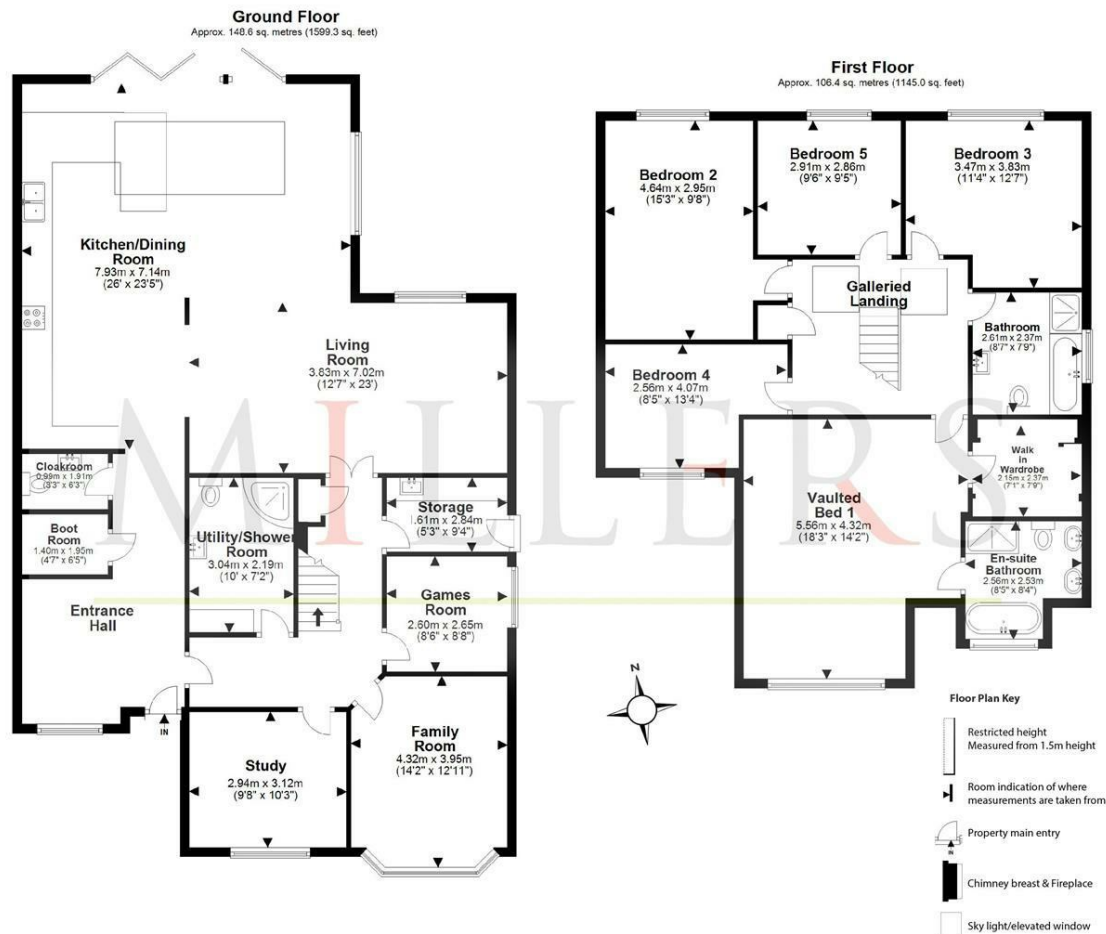 Ground Floor
Approx. 148.6 sq. metres (1599.3 sq. feet)
Kitchen/Dining
Room
7.93m x 7.14m
(26' x 23'5")
Living
Room
3.83m x 7.02m
(12'7" x 23')
Cloakroom
0.99m x 1.91m
(3'3" x 6'3")
Boot
Room
1.40m x 1.95m
(4'7" x 6'5")
Utility/Shower
Room
3.04m x 2.19m
(10' x 7'2")
Storage
1.61m x 2.84m
(5'3" x 9'4")
Games
Room
2.60m x 2.65m
(8'6" x 8'8")
Entrance
Hall
IN
Study
2.94m x 3.12m
(9'8" x 10'3")
Family
Room
4.32m x 3.95m
(14'2" x 12'11")
First Floor
Approx. 106.4 sq. metres (1145.0 sq. feet)
Bedroom 2
4.64m x 2.95m
(15'3" x 9'8")
Bedroom 5
2.91m x 2.86m
(9'6" x 9'5")
Bedroom 3
3.47m x 3.83m
(11'4" x 12'7")
Galleried
Landing
Bathroom
2.61m x 2.37m
(8'7" x 7'9")
Bedroom 4
2.56m x 4.07m
(8'5" x 13'4")
Walk
in
Wardrobe
2.15m x 2.37m
(7'1" x 7'9")
Vaulted
Bed 1
5.56m x 4.32m
(18'3" x 14'2")
En-suite
Bathroom
2.56m x 2.53m
(8'5" x 8'4")
MILLERS
N
Floor Plan Key
Restricted height
Measured from 1.5m height
Room indication of where
measurements are taken from
Property main entry
IN
Chimney breast & Fireplace
Sky light/elevated window